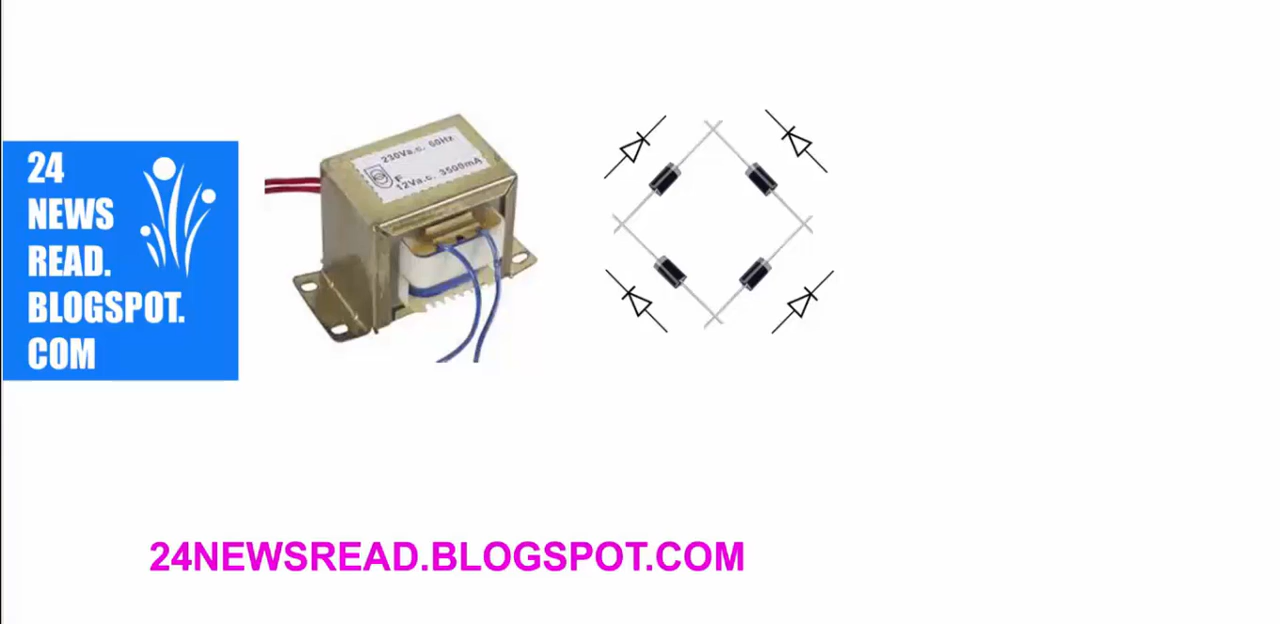 24
NEWS
READ.
BLOGSPOT.
COM
230Va.c. 60Hz
F
12Va.c. 3500mA
24NEWSREAD.BLOGSPOT.COM